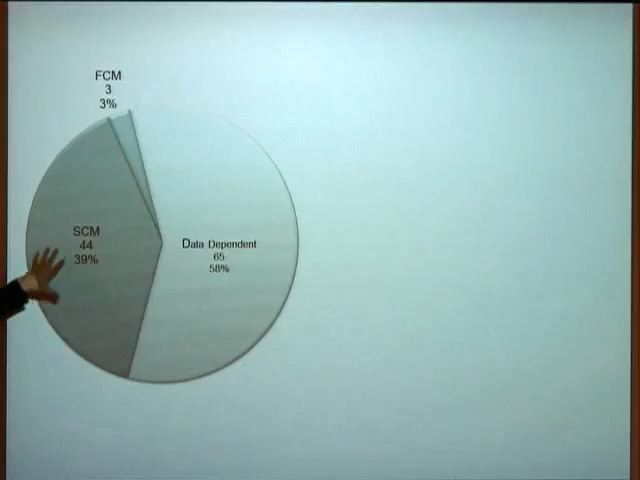 FCM
3
3%
SCM
44
39%
Data Dependent
65
58%